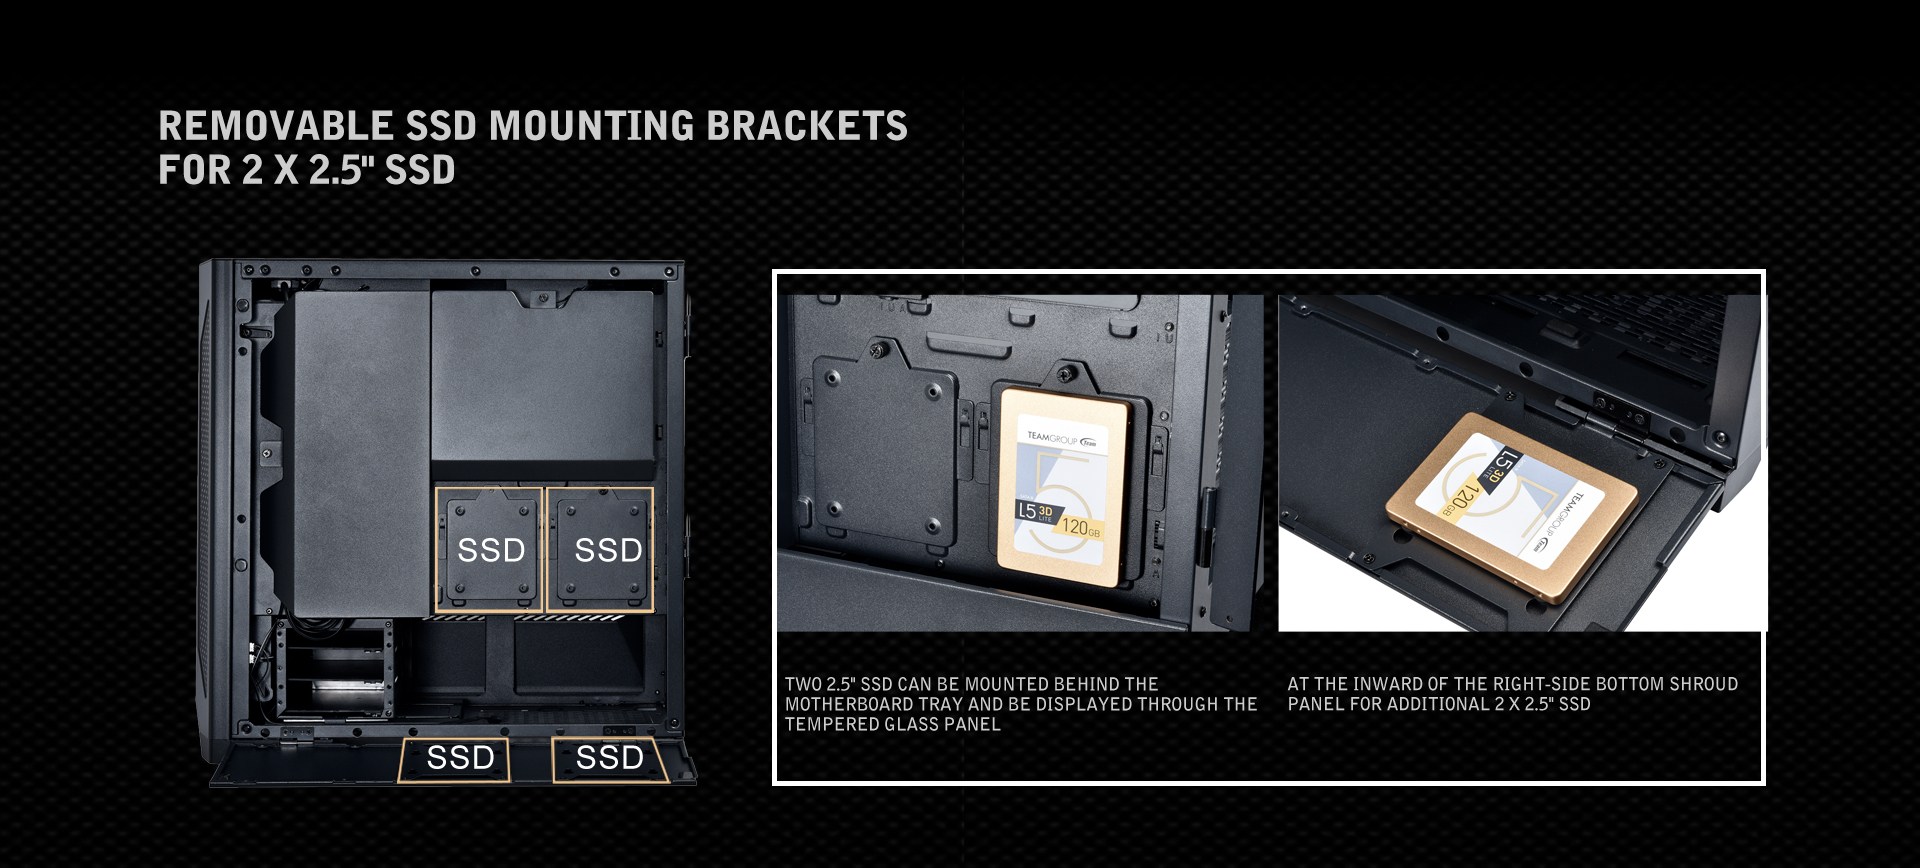 REMOVABLE SSD MOUNTING BRACKETS
FOR 2 X 2.5" SSD
SSD
SSD
SSD
SSD
TEAMGROUP Team
L5 3D LITE
120GB
TWO 2.5" SSD CAN BE MOUNTED BEHIND THE
MOTHERBOARD TRAY AND BE DISPLAYED THROUGH THE
TEMPERED GLASS PANEL
L5 3D LITE
120GB
TEAMGROUP Team
AT THE INWARD OF THE RIGHT-SIDE BOTTOM SHROUD
PANEL FOR ADDITIONAL 2 X 2.5" SSD